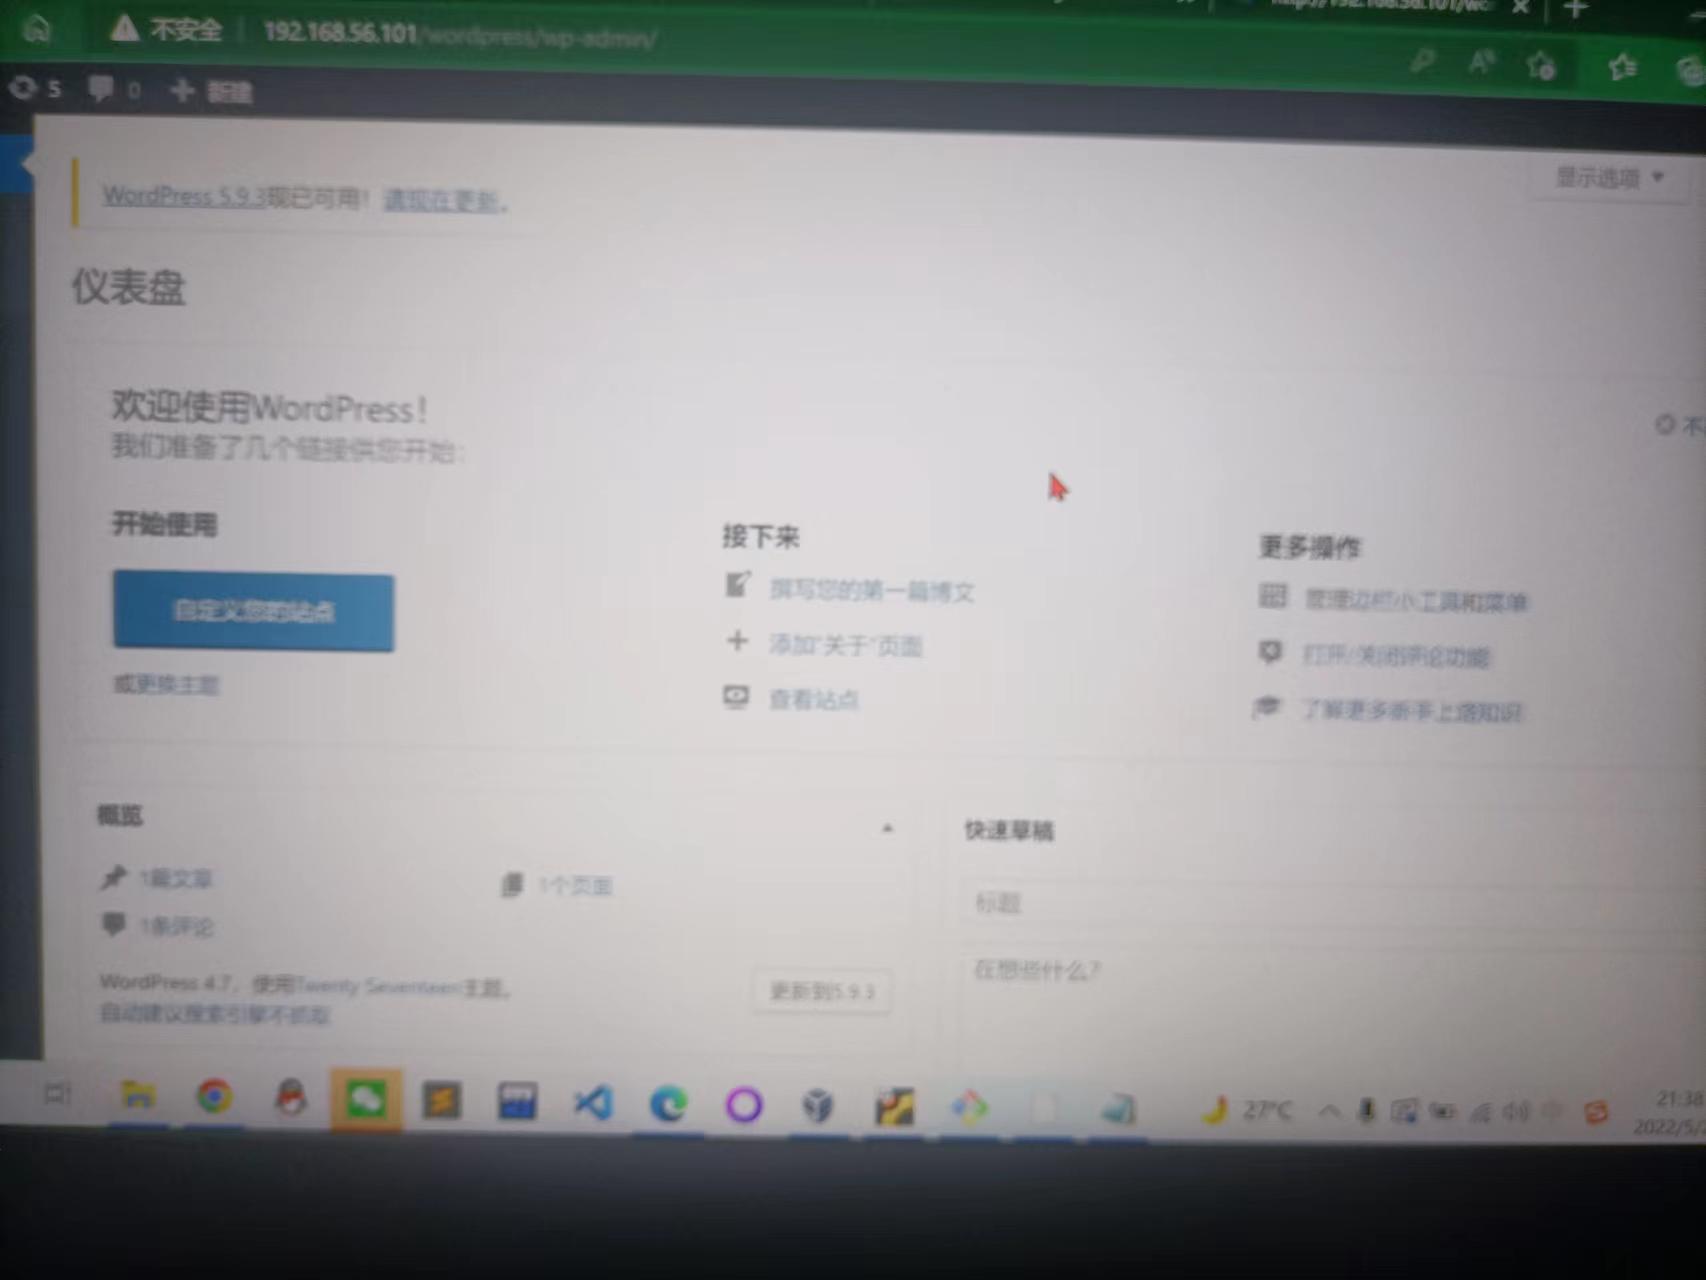 不安全 192.168.56.101/wordpress/wp-admin/
5 0 新建
显示选项
WordPress 5.9.3现已可用！请现在更新。
仪表盘
欢迎使用WordPress！
我们准备了几个链接供您开始：
不
开始使用
自定义您的站点
或更换主题
接下来
撰写您的第一篇博文
添加“关于”页面
查看站点
更多操作
管理边栏小工具和菜单
打开/关闭评论功能
了解更多新手上路知识
概览
1篇文章
1个页面
1条评论
WordPress 4.7，使用Twenty Seventeen主题。
更新到5.9.3
自动建议搜索引擎不抓取
快速草稿
标题
在想些什么？
27°C
中
21:38
2022/5/2